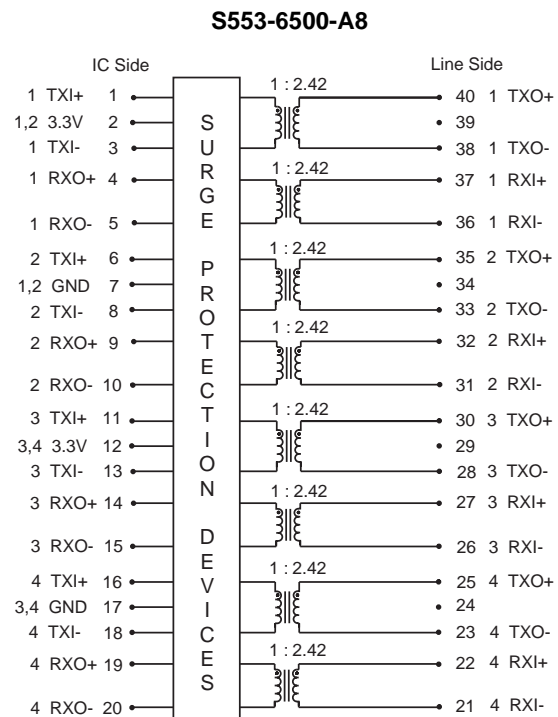 S553-6500-A8
IC Side
Line Side
1 : 2.42
1 TXI+ 1
40 1 TXO+
1,2 3.3V 2
39
1 TXI- 3
38 1 TXO-
1 : 2.42
1 RXO+ 4
37 1 RXI+
1 RXO- 5
36 1 RXI-
1 : 2.42
2 TXI+ 6
35 2 TXO+
1,2 GND 7
34
2 TXI- 8
33 2 TXO-
1 : 2.42
2 RXO+ 9
32 2 RXI+
2 RXO- 10
31 2 RXI-
1 : 2.42
3 TXI+ 11
30 3 TXO+
3,4 3.3V 12
29
3 TXI- 13
28 3 TXO-
1 : 2.42
3 RXO+ 14
27 3 RXI+
3 RXO- 15
26 3 RXI-
1 : 2.42
4 TXI+ 16
25 4 TXO+
3,4 GND 17
24
4 TXI- 18
23 4 TXO-
1 : 2.42
4 RXO+ 19
22 4 RXI+
4 RXO- 20
21 4 RXI-
SURGE PROTECTION DEVICES